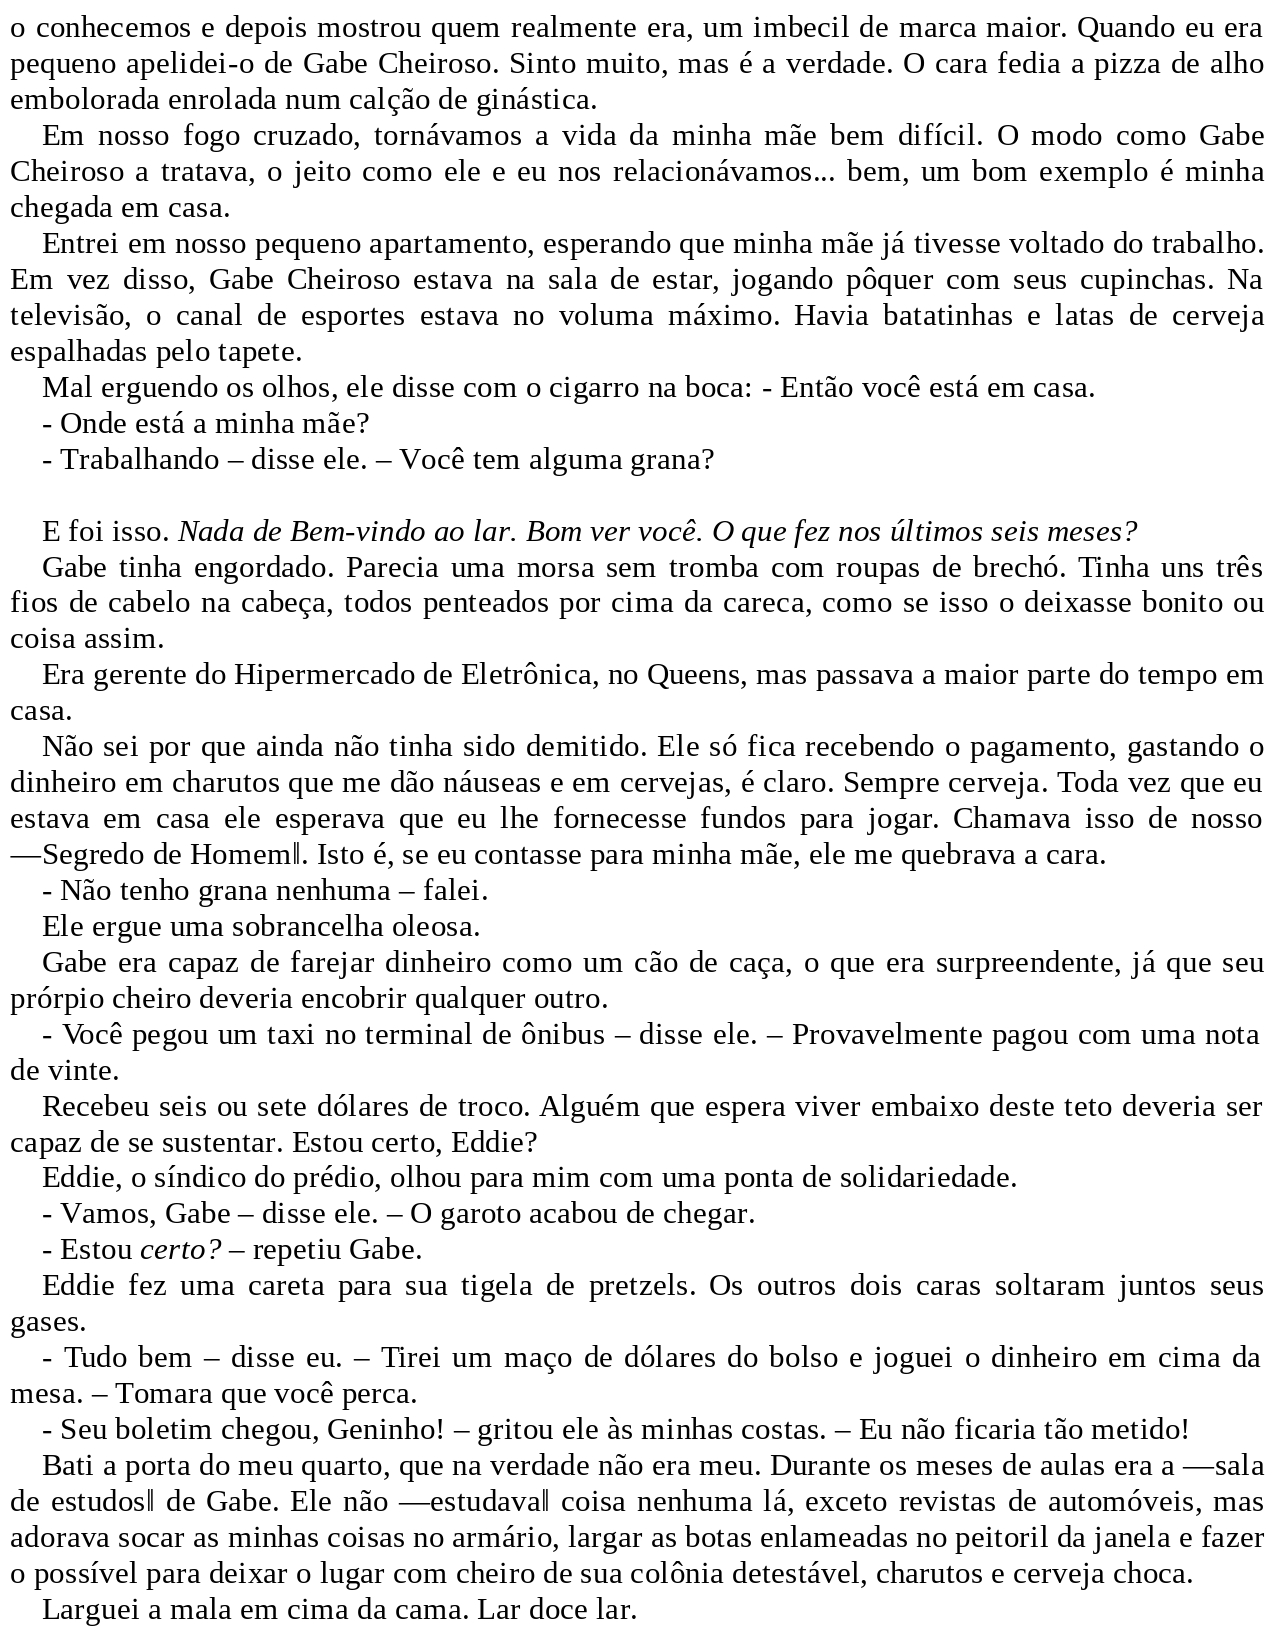 o conhecemos e depois mostrou quem realmente era, um imbecil de marca maior. Quando eu era
pequeno apelidei-o de Gabe Cheiroso. Sinto muito, mas é a verdade. O cara fedia a pizza de alho
embolorada enrolada num calção de ginástica.
Em nosso fogo cruzado, tornávamos a vida da minha mãe bem difícil. O modo como Gabe
Cheiroso a tratava, o jeito como ele e eu nos relacionávamos... bem, um bom exemplo é minha
chegada em casa.
Entrei em nosso pequeno apartamento, esperando que minha mãe já tivesse voltado do trabalho.
Em vez disso, Gabe Cheiroso estava na sala de estar, jogando pôquer com seus cupinchas. Na
televisão, o canal de esportes estava no voluma máximo. Havia batatinhas e latas de cerveja
espalhadas pelo tapete.
Mal erguendo os olhos, ele disse com o cigarro na boca: - Então você está em casa.
- Onde está a minha mãe?
- Trabalhando – disse ele. – Você tem alguma grana?
E foi isso. Nada de Bem-vindo ao lar. Bom ver você. O que fez nos últimos seis meses?
Gabe tinha engordado. Parecia uma morsa sem tromba com roupas de brechó. Tinha uns três
fios de cabelo na cabeça, todos penteados por cima da careca, como se isso o deixasse bonito ou
coisa assim.
Era gerente do Hipermercado de Eletrônica, no Queens, mas passava a maior parte do tempo em
casa.
Não sei por que ainda não tinha sido demitido. Ele só fica recebendo o pagamento, gastando o
dinheiro em charutos que me dão náuseas e em cervejas, é claro. Sempre cerveja. Toda vez que eu
estava em casa ele esperava que eu lhe fornecesse fundos para jogar. Chamava isso de nosso
―Segredo de Homem‖. Isto é, se eu contasse para minha mãe, ele me quebrava a cara.
- Não tenho grana nenhuma – falei.
Ele ergue uma sobrancelha oleosa.
Gabe era capaz de farejar dinheiro como um cão de caça, o que era surpreendente, já que seu
prórpio cheiro deveria encobrir qualquer outro.
- Você pegou um taxi no terminal de ônibus – disse ele. – Provavelmente pagou com uma nota
de vinte.
Recebeu seis ou sete dólares de troco. Alguém que espera viver embaixo deste teto deveria ser
capaz de se sustentar. Estou certo, Eddie?
Eddie, o síndico do prédio, olhou para mim com uma ponta de solidariedade.
- Vamos, Gabe – disse ele. – O garoto acabou de chegar.
- Estou certo? – repetiu Gabe.
Eddie fez uma careta para sua tigela de pretzels. Os outros dois caras soltaram juntos seus
gases.
- Tudo bem – disse eu. – Tirei um maço de dólares do bolso e joguei o dinheiro em cima da
mesa. – Tomara que você perca.
- Seu boletim chegou, Geninho! – gritou ele às minhas costas. – Eu não ficaria tão metido!
Bati a porta do meu quarto, que na verdade não era meu. Durante os meses de aulas era a ―sala
de estudos‖ de Gabe. Ele não ―estudava‖ coisa nenhuma lá, exceto revistas de automóveis, mas
adorava socar as minhas coisas no armário, largar as botas enlameadas no peitoril da janela e fazer
o possível para deixar o lugar com cheiro de sua colônia detestável, charutos e cerveja choca.
Larguei a mala em cima da cama. Lar doce lar.